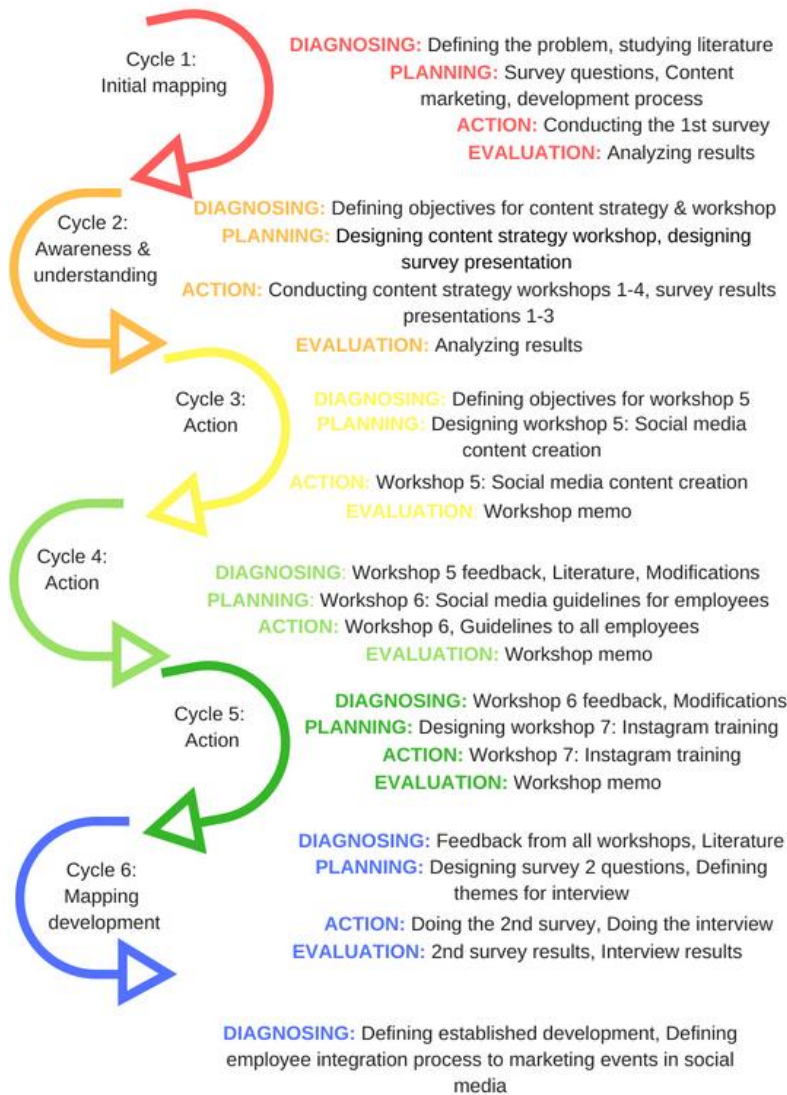 Cycle 1:
Initial mapping
DIAGNOSING: Defining the problem, studying literature
PLANNING: Survey questions, Content
marketing, development process
ACTION: Conducting the 1st survey
EVALUATION: Analyzing results
Cycle 2:
Awareness &
understanding
DIAGNOSING: Defining objectives for content strategy & workshop
PLANNING: Designing content strategy workshop, designing
survey presentation
ACTION: Conducting content strategy workshops 1-4, survey results
presentations 1-3
EVALUATION: Analyzing results
Cycle 3:
Action
DIAGNOSING: Defining objectives for workshop 5
PLANNING: Designing workshop 5: Social media
content creation
ACTION: Workshop 5: Social media content creation
EVALUATION: Workshop memo
Cycle 4:
Action
DIAGNOSING: Workshop 5 feedback, Literature, Modifications
PLANNING: Workshop 6: Social media guidelines for employees
ACTION: Workshop 6, Guidelines to all employees
EVALUATION: Workshop memo
Cycle 5:
Action
DIAGNOSING: Workshop 6 feedback, Modifications
PLANNING: Designing workshop 7: Instagram training
ACTION: Workshop 7: Instagram training
EVALUATION: Workshop memo
Cycle 6:
Mapping
development
DIAGNOSING: Feedback from all workshops, Literature
PLANNING: Designing survey 2 questions, Defining
themes for interview
ACTION: Doing the 2nd survey, Doing the interview
EVALUATION: 2nd survey results, Interview results
DIAGNOSING: Defining established development, Defining
employee integration process to marketing events in social
media